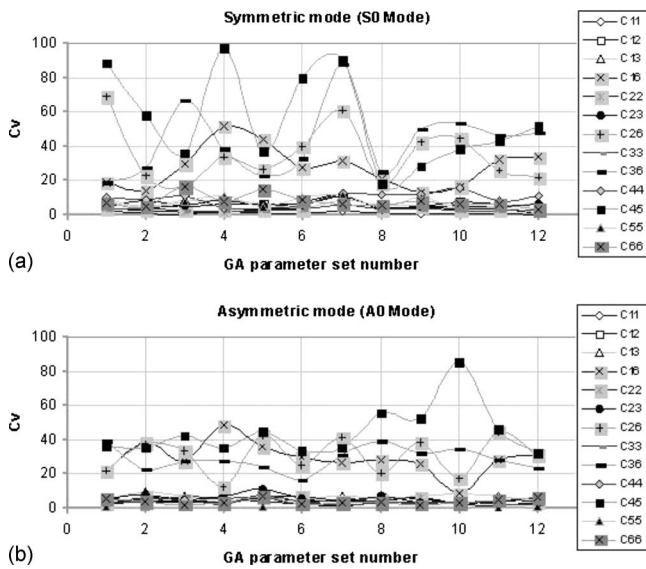 Symmetric mode (S0 Mode)
100
80
60
40
20
0
Cv
0 2 4 6 8 10 12
GA parameter set number
(a)
C11
C12
C13
C16
C22
C23
C26
C33
C36
C44
C45
C55
C66
Asymmetric mode (A0 Mode)
100
80
60
40
20
0
Cv
0 2 4 6 8 10 12
GA parameter set number
(b)
C11
C12
C13
C16
C22
C23
C26
C33
C36
C44
C45
C55
C66